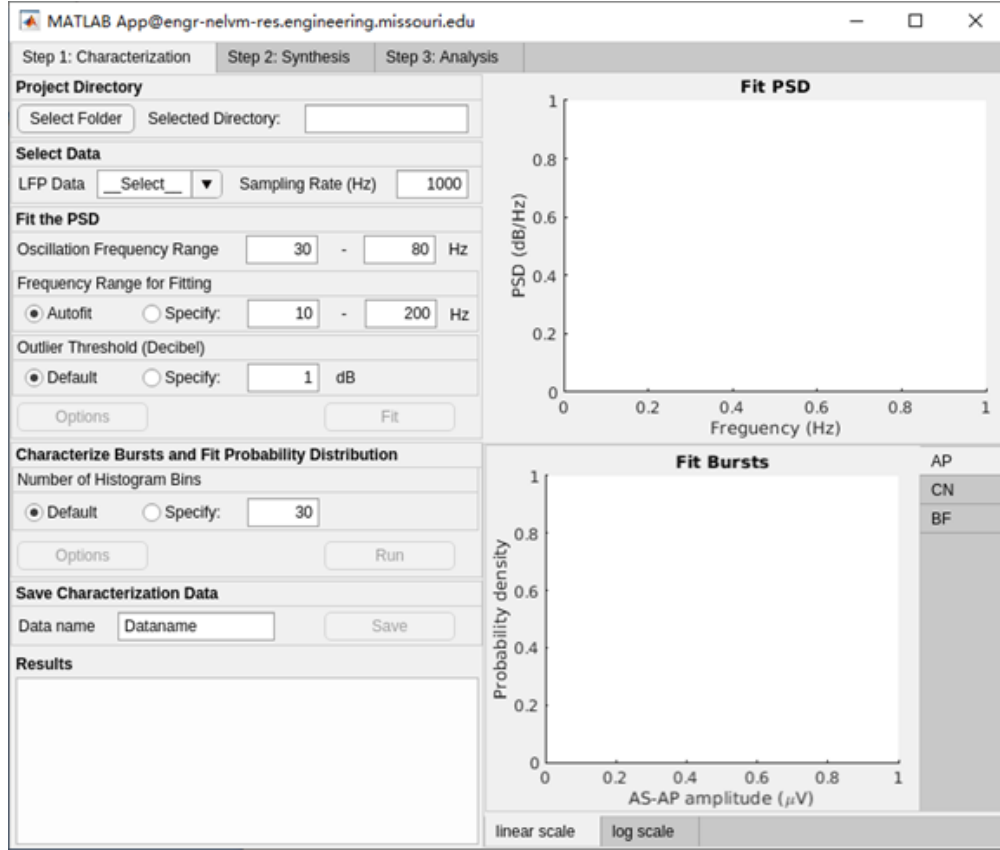 MATLAB App@engr-nelvm-res.engineering.missouri.edu
Step 1: Characterization Step 2: Synthesis Step 3: Analysis
Project Directory
Select Folder Selected Directory:
Select Data
LFP Data __Select__ Sampling Rate (Hz) 1000
Fit the PSD
Oscillation Frequency Range 30 - 80 Hz
Frequency Range for Fitting
Autofit Specify: 10 - 200 Hz
Outlier Threshold (Decibel)
Default Specify: 1 dB
Options Fit
Characterize Bursts and Fit Probability Distribution
Number of Histogram Bins
Default Specify: 30
Options Run
Save Characterization Data
Data name Dataname Save
Results
Fit PSD
PSD (dB/Hz)
1
0.8
0.6
0.4
0.2
0
0 0.2 0.4 0.6 0.8 1
Freguency (Hz)
Fit Bursts
Probability density
1
0.8
0.6
0.4
0.2
0
0 0.2 0.4 0.6 0.8 1
AS-AP amplitude (μV)
AP
CN
BF
linear scale log scale